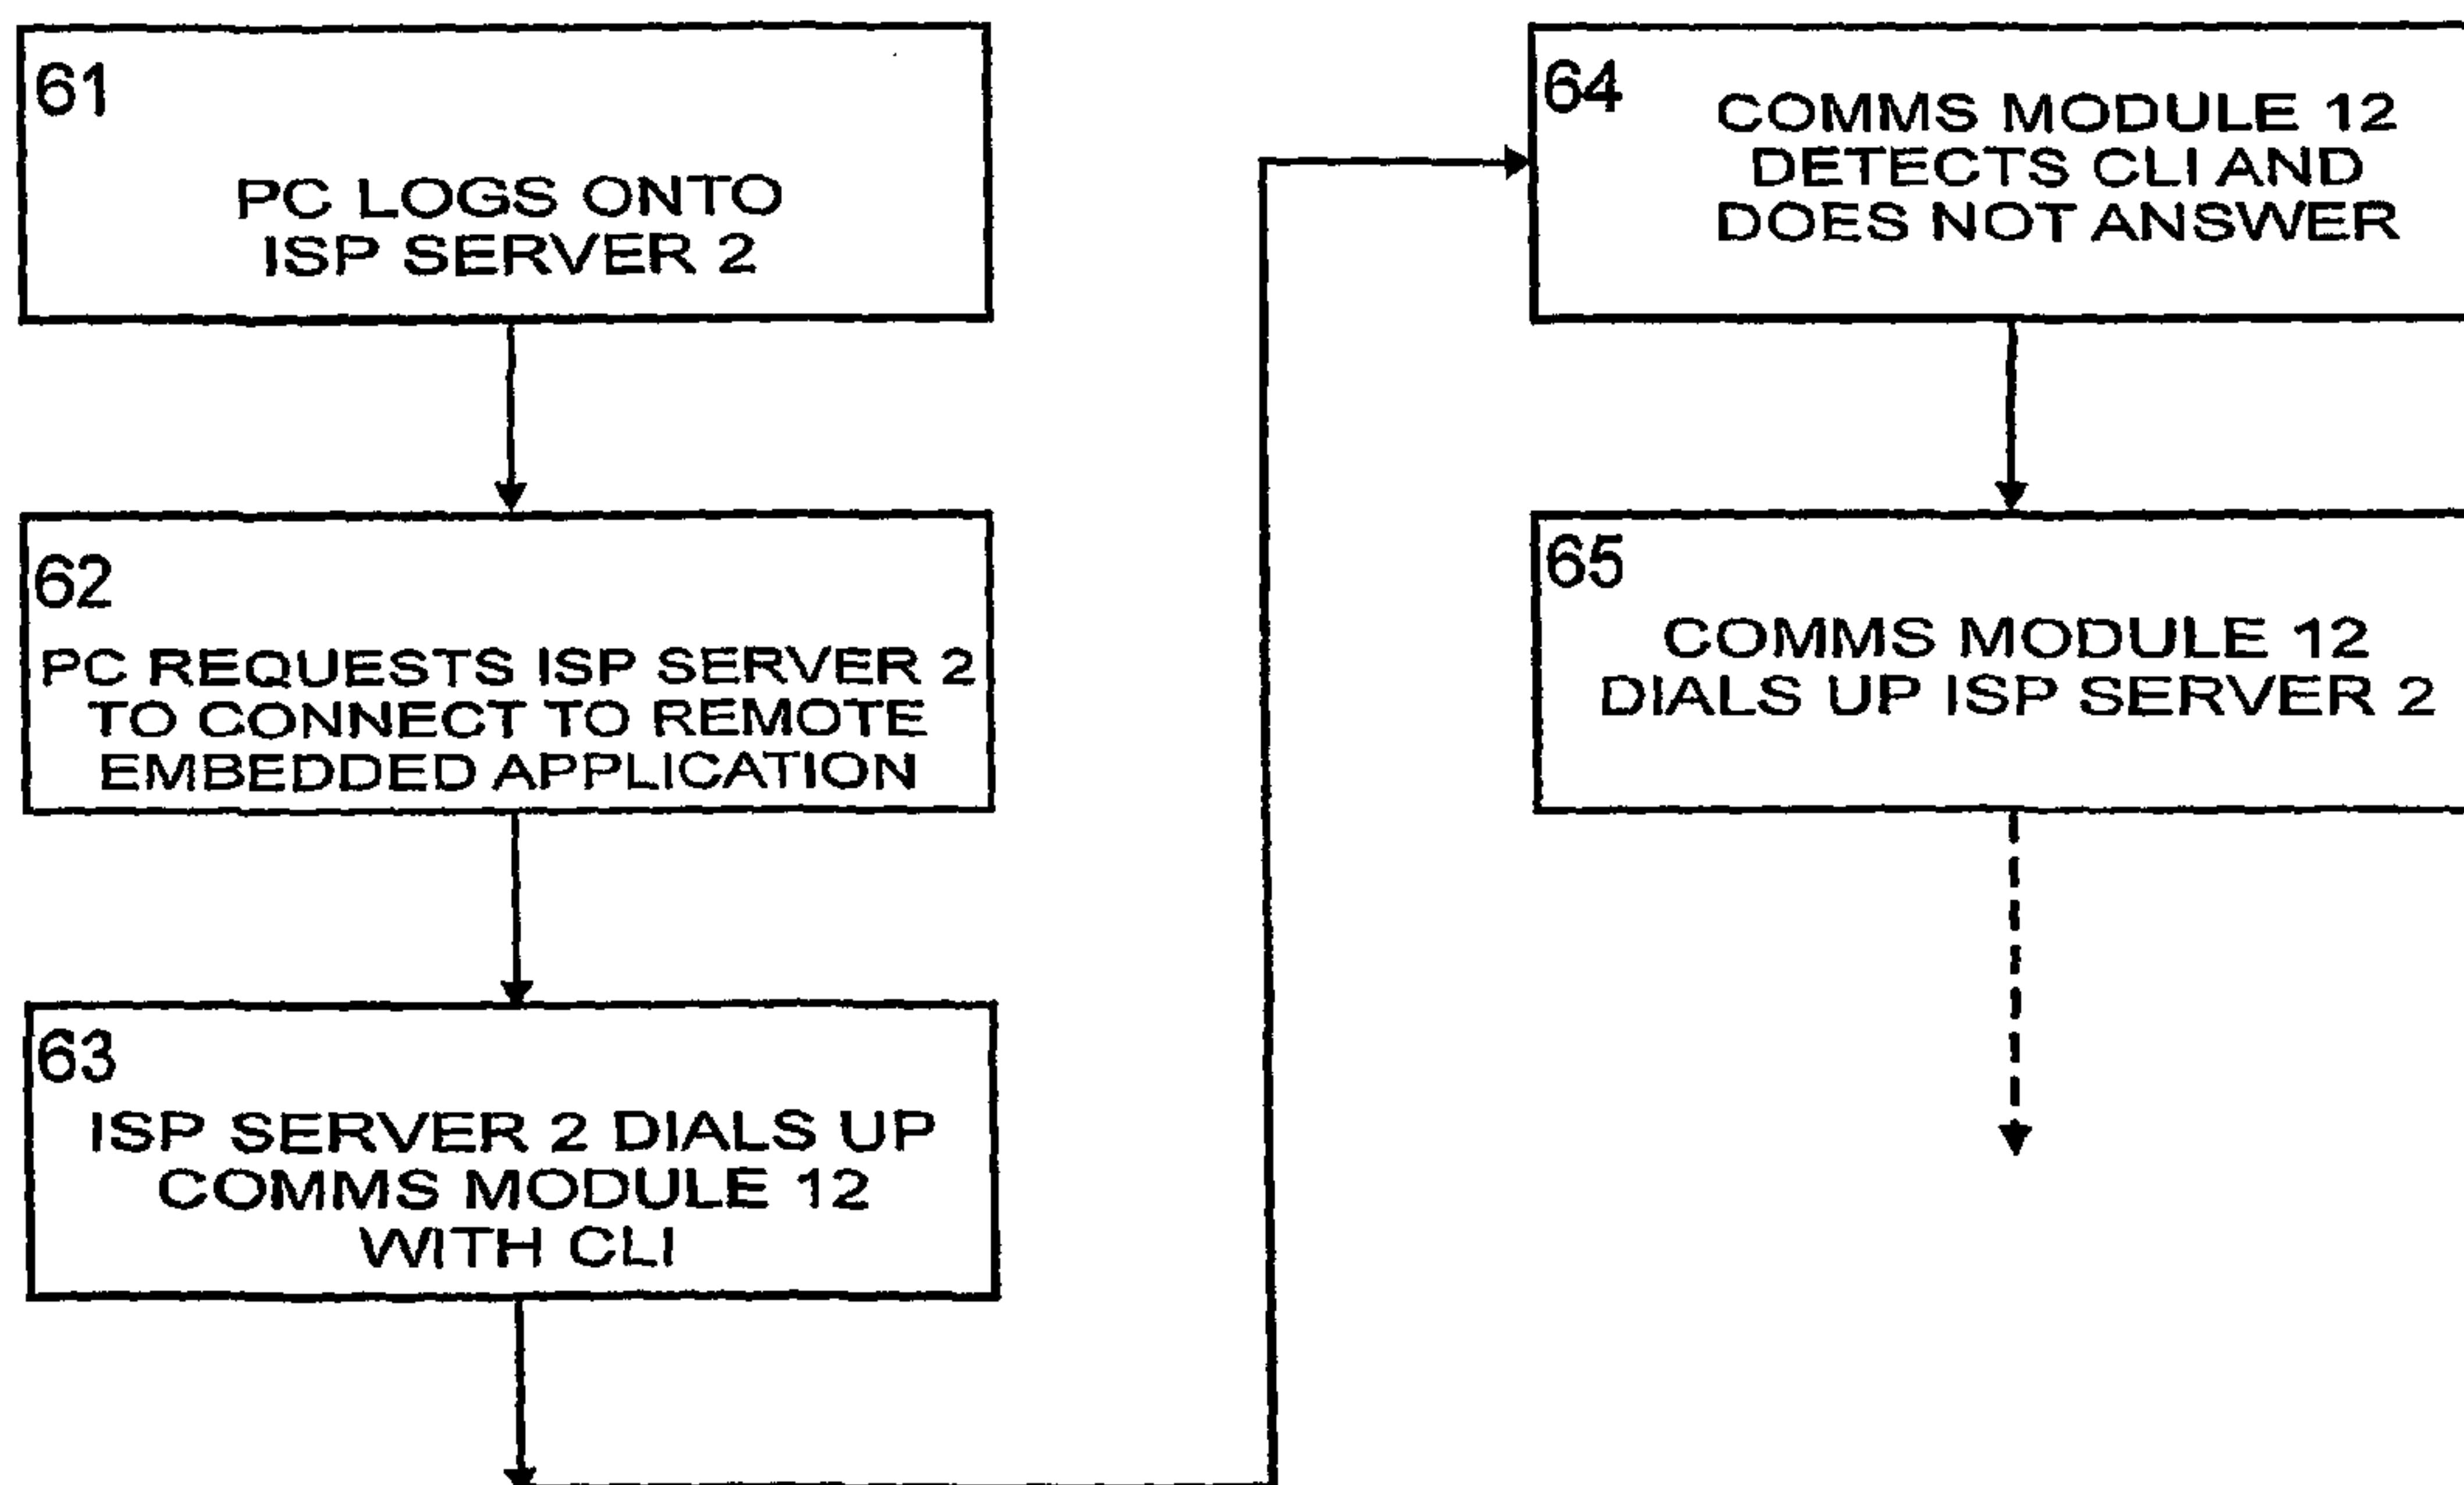 61
PC LOGS ONTO
ISP SERVER 2
62
PC REQUESTS ISP SERVER 2
TO CONNECT TO REMOTE
EMBEDDED APPLICATION
63
ISP SERVER 2 DIALS UP
COMMS MODULE 12
WITH CLI
64
COMMS MODULE 12
DETECTS CLI AND
DOES NOT ANSWER
65
COMMS MODULE 12
DIALS UP ISP SERVER 2